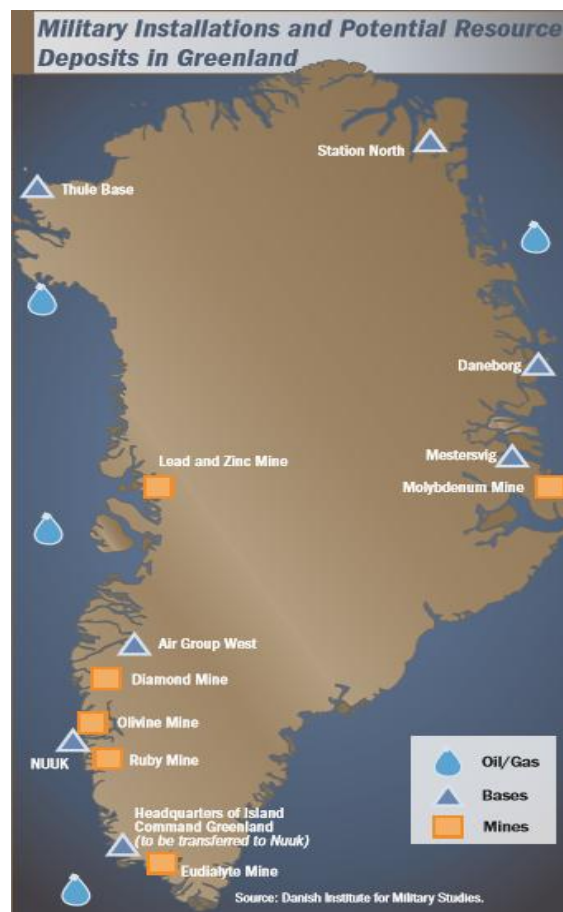 Military Installations and Potential Resource
Deposits in Greenland
Station North
Thule Base
Daneborg
Mestersvig
Lead and Zinc Mine
Molybdenum Mine
Air Group West
Diamond Mine
Olivine Mine
NUUK
Ruby Mine
Headquarters of Island
Command Greenland
(to be transferred to Nuuk)
Eudialyte Mine
Oil/Gas
Bases
Mines
Source: Danish Institute for Military Studies.